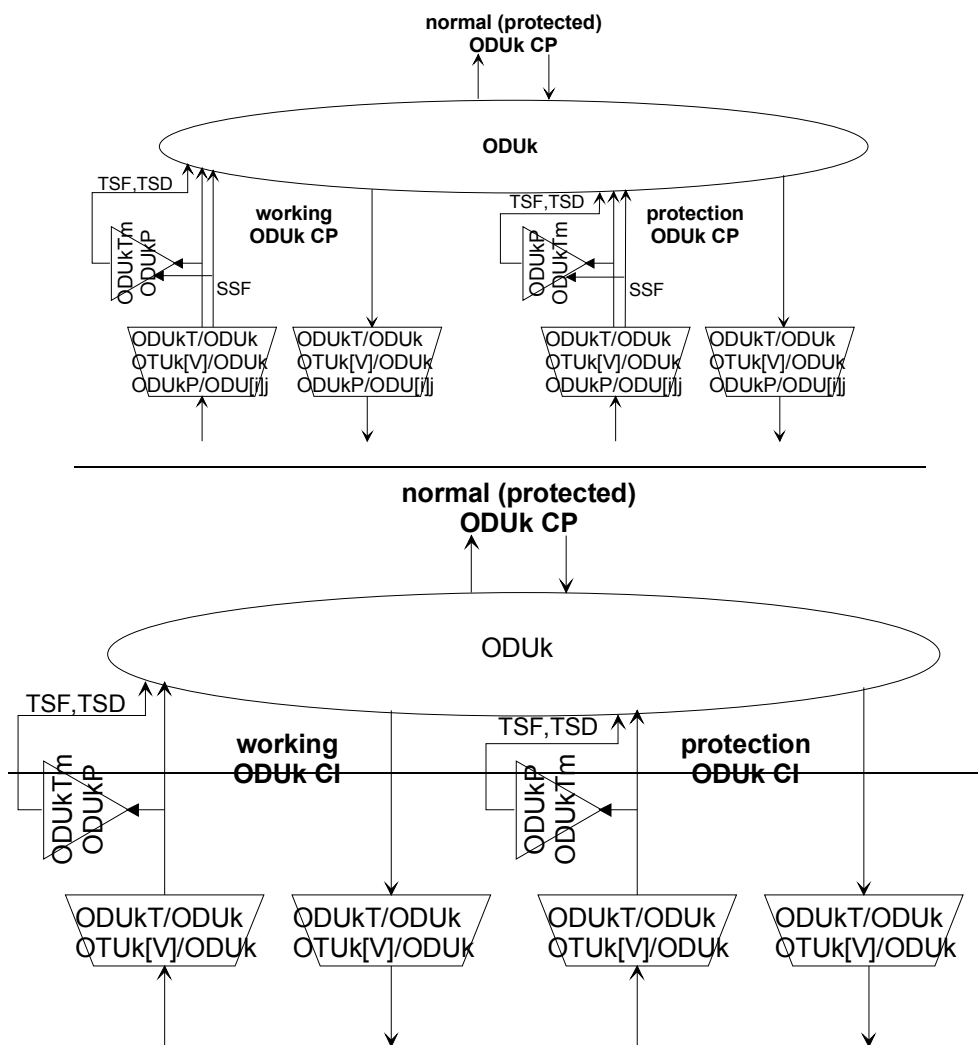 normal (protected)
ODUk CP
ODUk
TSF,TSD
TSF,TSD
working
ODUk CP
protection
ODUk CP
ODUkTm
ODUkP
ODUkP
ODUkTm
SSF
SSF
ODUkT/ODUk
OTUk[V]/ODUk
ODUkP/ODU[i]j
ODUkT/ODUk
OTUk[V]/ODUk
ODUkP/ODU[i]j
ODUkT/ODUk
OTUk[V]/ODUk
ODUkP/ODU[i]j
ODUkT/ODUk
OTUk[V]/ODUk
ODUkP/ODU[i]j
normal (protected)
ODUk CP
ODUk
TSF,TSD
TSF,TSD
working
ODUk CI
protection
ODUk CI
ODUkTm
ODUkP
ODUkP
ODUkTm
ODUkT/ODUk
OTUk[V]/ODUk
ODUkT/ODUk
OTUk[V]/ODUk
ODUkT/ODUk
OTUk[V]/ODUk
ODUkT/ODUk
OTUk[V]/ODUk